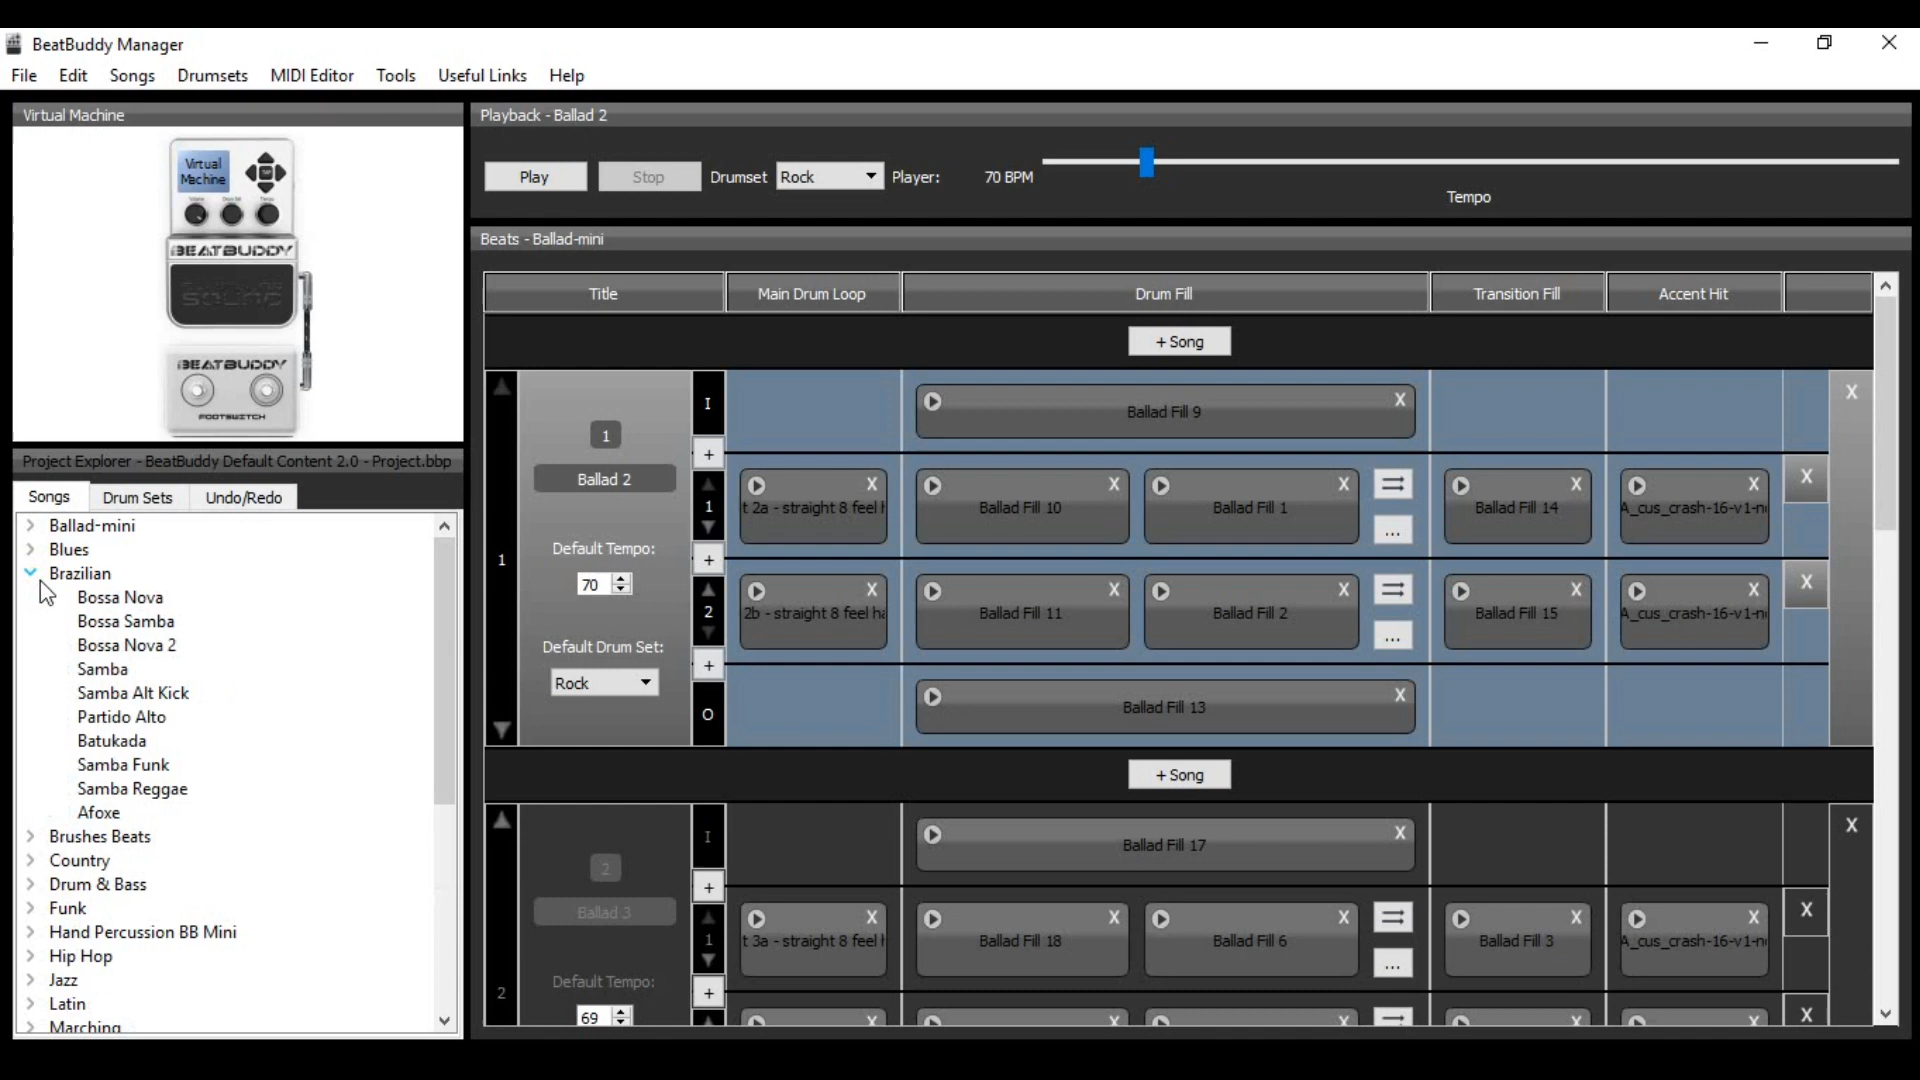 BeatBuddy Manager
File Edit Songs Drumsets MIDI Editor Tools Useful Links Help
Virtual Machine
Virtual
Machine
BEATBUDDY
BEATBUDDY
FOOTSWITCH
Project Explorer - BeatBuddy Default Content 2.0 - Project.bbp
Songs Drum Sets Undo/Redo
Ballad-mini
Blues
Brazilian
Bossa Nova
Bossa Samba
Bossa Nova 2
Samba
Samba Alt Kick
Partido Alto
Batukada
Samba Funk
Samba Reggae
Afoxe
Brushes Beats
Country
Drum & Bass
Funk
Hand Percussion BB Mini
Hip Hop
Jazz
Latin
Marching
Playback - Ballad 2
Play Stop Drumset Rock Player: 70 BPM
Tempo
Beats - Ballad-mini
Title Main Drum Loop Drum Fill Transition Fill Accent Hit
+ Song
1
1
Ballad 2
Default Tempo:
70
Default Drum Set:
Rock
I Ballad Fill 9 X X
+
1 t 2a - straight 8 feel h X Ballad Fill 10 X Ballad Fill 1 X ... Ballad Fill 14 X A_cus_crash-16-v1-n X X
+
2 2b - straight 8 feel ha X Ballad Fill 11 X Ballad Fill 2 X ... Ballad Fill 15 X A_cus_crash-16-v1-n X X
+
O Ballad Fill 13 X
+ Song
2
2
Ballad 3
Default Tempo:
69
I Ballad Fill 17 X X
+
1 t 3a - straight 8 feel h X Ballad Fill 18 X Ballad Fill 6 X ... Ballad Fill 3 X A_cus_crash-16-v1-n X X
+
X X X X X X